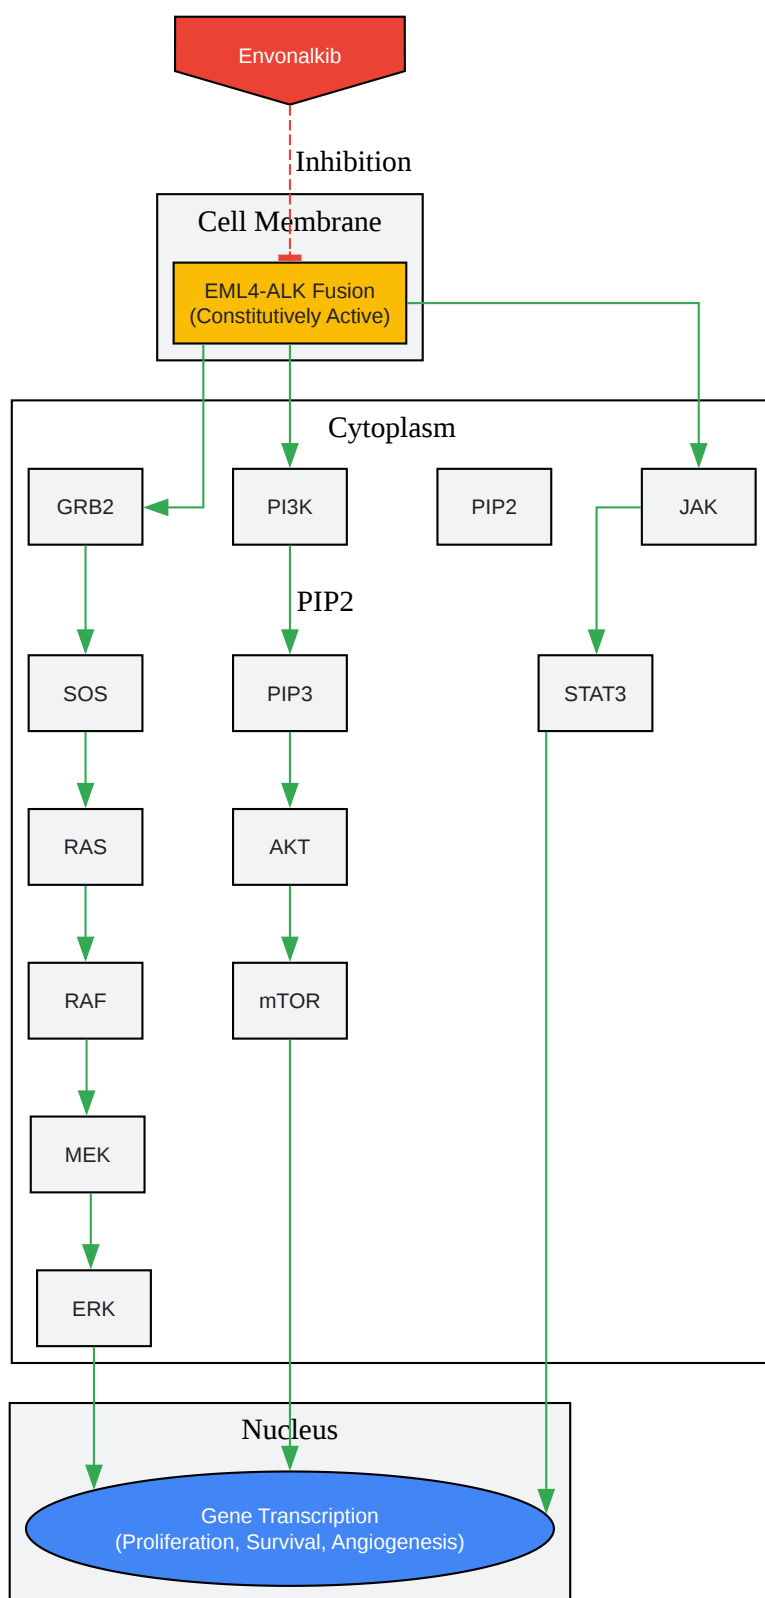 Envonalkib
Inhibition
Cell Membrane
EML4-ALK Fusion
(Constitutively Active)
Cytoplasm
GRB2
PI3K
PIP2
JAK
PIP2
SOS
PIP3
STAT3
RAS
AKT
RAF
mTOR
MEK
ERK
Nucleus
Gene Transcription
(Proliferation, Survival, Angiogenesis)